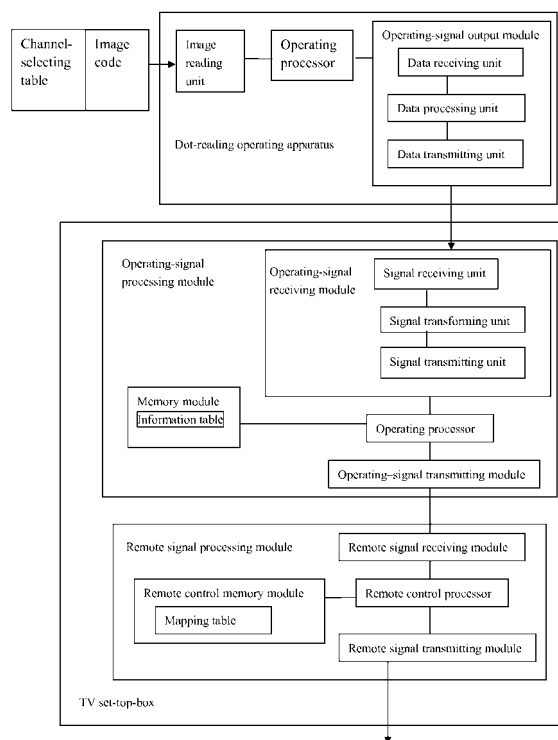 Channel-
selecting
table
Image
code
Image
reading
unit
Operating
processor
Operating-signal output module
Data receiving unit
Data processing unit
Data transmitting unit
Dot-reading operating apparatus
Operating-signal
processing module
Operating-signal
receiving module
Signal receiving unit
Signal transforming unit
Signal transmitting unit
Memory module
Information table
Operating processor
Operating–signal transmitting module
Remote signal processing module
Remote signal receiving module
Remote control memory module
Mapping table
Remote control processor
Remote signal transmitting module
TV set-top-box